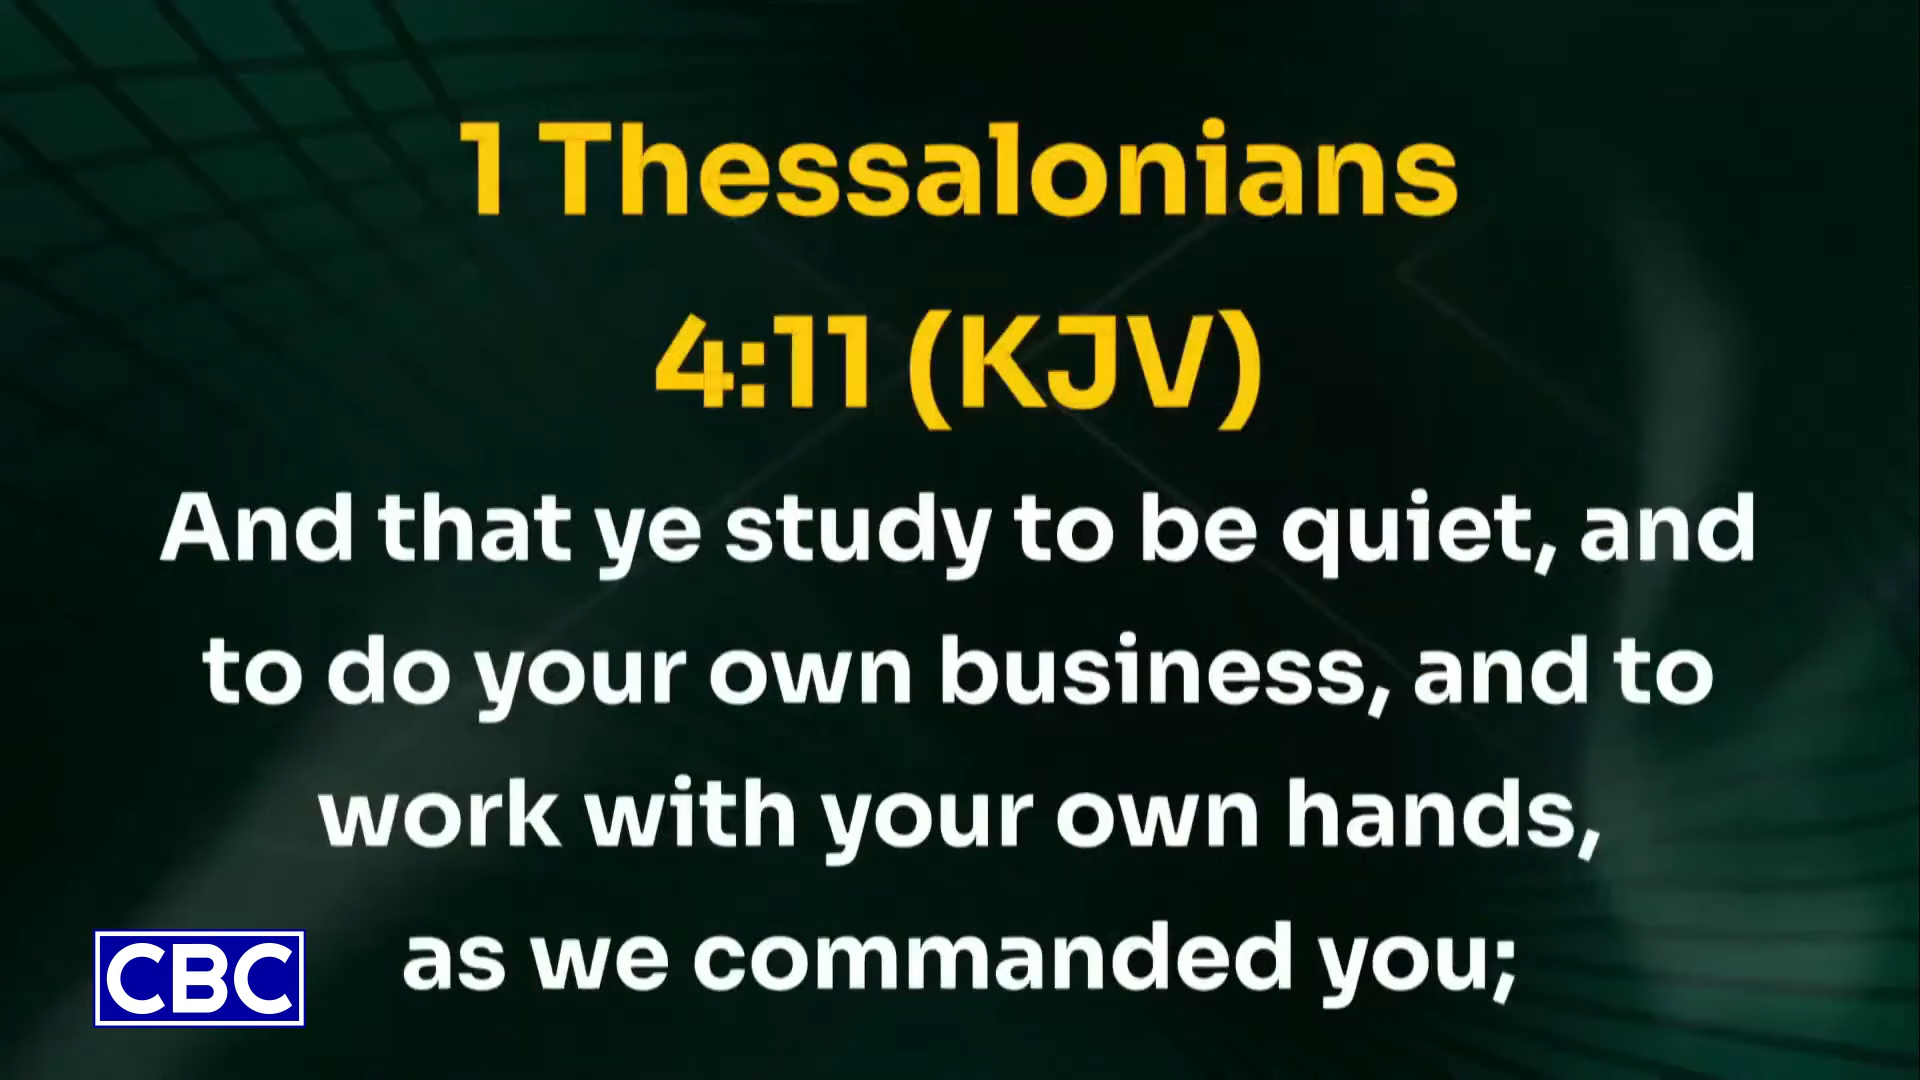 1 Thessalonians
4:11 (KJV)
And that ye study to be quiet, and
to do your own business, and to
work with your own hands,
as we commanded you;
CBC